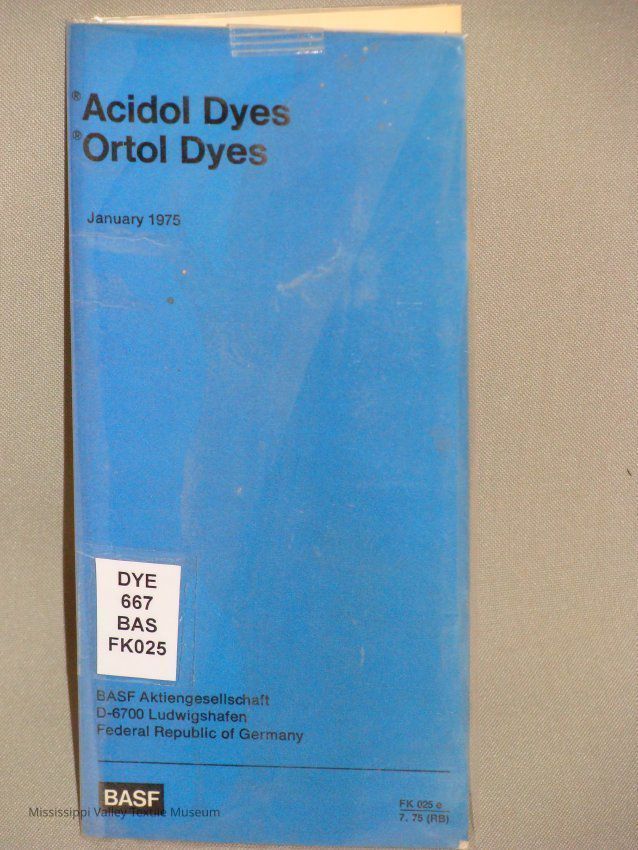 ® Acidol Dyes
® Ortol Dyes
January 1975
DYE
667
BAS
FK025
BASF Aktiengesellschaft
D-6700 Ludwigshafen
Federal Republic of Germany
BASF
Mississippi Valley Textile Museum
FK 025 e
7. 75 (RB)